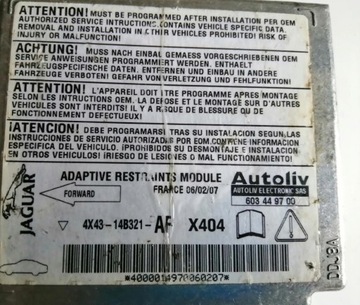 ATTENTION! MUST BE PROGRAMMED AFTER INSTALLATION PER OEM
AUTHORIZED SERVICE INSTRUCTIONS. CONTAINS VEHICLE SPECIFIC DATA.
REMOVAL AND INSTALLATION IN OTHER VEHICLES PROHIBITED! RISK OF
INJURY OR MALFUNCTION!
ACHTUNG! MUSS NACH EINBAU GEMAESS VORGESCHRIEBENEM OEM
SERVICE ANWEISUNGEN PROGRAMMIERT WERDEN. ENTHAELT
FAHRZEUGSPEZIFISCHE DATEN. ENTFERNEN UND EINBAU IN ANDERE
FAHRZEUGE VERBOTEN! GEFAHR VON VERLETZUNG UND FEHLFUNKTION!
ATTENTION! L'APPAREIL DOIT ETRE PROGRAMME APRES MONTAGE
SELON LES INSTRUCTIONS OEM. LA DEPOSE ET LE MONTAGE SUR D'AUTRES
VEHICULES SONT INTERDITS! IL Y A RISQUE DE BLESSURE OU DE
FONCTIONNEMENT DEFECTUEUX!
ATENCION! DEBE PROGRAMARSE TRAS SU INSTALACION SEGUN LAS
INSTRUCCIONES DE SERVICIO AUTORIZADO POR EOM. CONTIENE INFORMACION
ESPECIFICA DEL VEHICULO. ¡PROHIBIDOS SU DESMONTAJE E INSTALACION
EN OTROS VEHICULOS! ¡RIESGO DE LESIONES O MAL FUNCIONAMIENTO!
JAGUAR
ADAPTIVE RESTRAINTS MODULE
FORWARD
FRANCE 06/02/07
Autoliv
AUTOLIV ELECTRONIC SAS
603 44 97 00
4X43-14B321-AF X404
*4000014970060207*